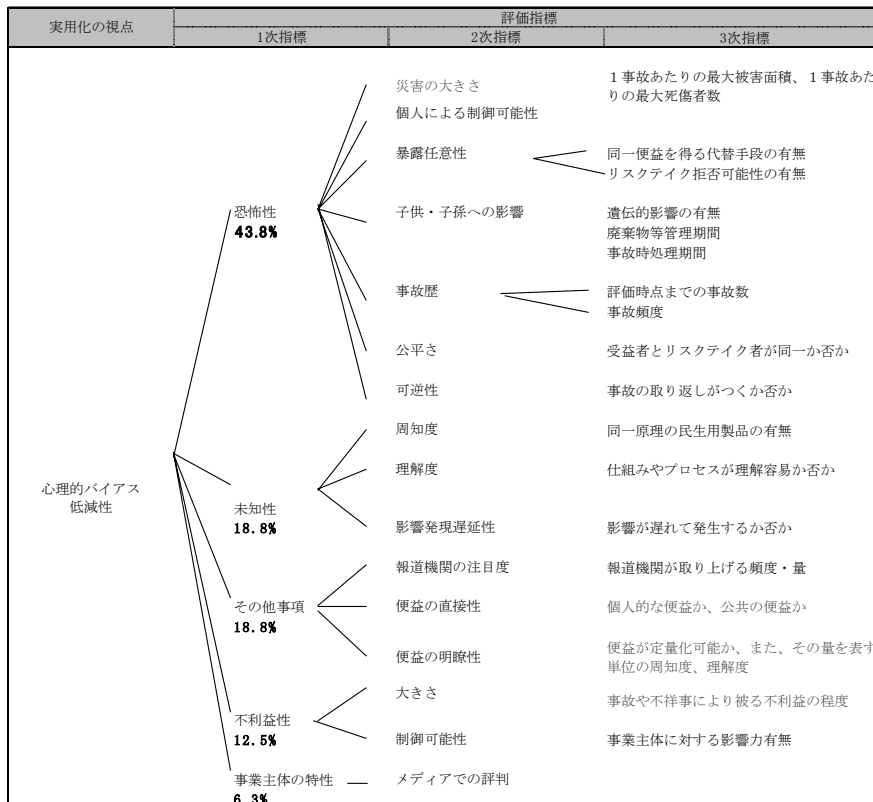 実用化の視点
評価指標
1次指標
2次指標
3次指標
心理的バイアス
低減性
恐怖性
43.8%
災害の大きさ
1事故あたりの最大被害面積、1事故あた
りの最大死傷者数
個人による制御可能性
暴露任意性
同一便益を得る代替手段の有無
リスクテイク拒否可能性の有無
子供・子孫への影響
遺伝的影響の有無
廃棄物等管理期間
事故時処理期間
事故歴
評価時点までの事故数
事故頻度
公平さ
受益者とリスクテイク者が同一か否か
可逆性
事故の取り返しがつくか否か
未知性
18.8%
周知度
同一原理の民生用製品の有無
理解度
仕組みやプロセスが理解容易か否か
影響発現遅延性
影響が遅れて発生するか否か
その他事項
18.8%
報道機関の注目度
報道機関が取り上げる頻度・量
便益の直接性
個人的な便益か、公共の便益か
便益の明瞭性
便益が定量化可能か、また、その量を表す
単位の周知度、理解度
不利益性
12.5%
大きさ
事故や不祥事により被る不利益の程度
制御可能性
事業主体に対する影響力有無
事業主体の特性
6.3%
メディアでの評判